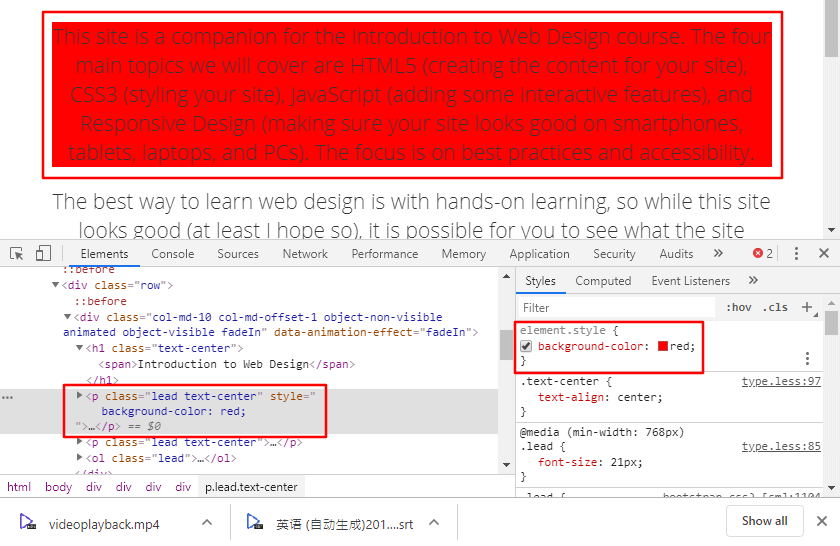 This site is a companion for the Introduction to Web Design course. The four
main topics we will cover are HTML5 (creating the content for your site),
CSS3 (styling your site), JavaScript (adding some interactive features), and
Responsive Design (making sure your site looks good on smartphones,
tablets, laptops, and PCs). The focus is on best practices and accessibility.
The best way to learn web design is with hands-on learning, so while this site
looks good (at least I hope so), it is possible for you to see what the site
Elements Console Sources Network Performance Memory Application Security Audits » 2
::before
<div class="row">
::before
<div class="col-md-10 col-md-offset-1 object-non-visible
animated object-visible fadeIn" data-animation-effect="fadeIn">
<h1 class="text-center">
<span>Introduction to Web Design</span>
</h1>
<p class="lead text-center" style="
background-color: red;
">…</p> == $0
<p class="lead text-center">…</p>
<ol class="lead">…</ol>
</div>
html body div div div div p.lead.text-center
Styles Computed Event Listeners »
Filter :hov .cls +
element.style {
background-color: red;
}
.text-center { type.less:97
text-align: center;
}
@media (min-width: 768px)
.lead { type.less:85
font-size: 21px;
}
.lead { bootstrap.css) [sm]:1104
videoplayback.mp4
英语 (自动生成)201....srt
Show all